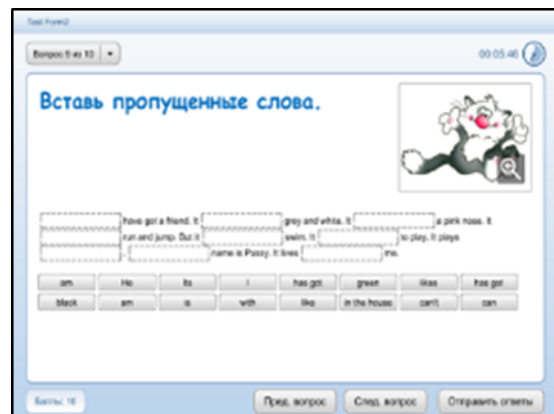 Test Form2
Вопрос 9 из 10 00:05:46
Вставь пропущенные слова.
have got a friend. It grey and white. It a pink nose. It
run and jump. But it swim. It to play. It plays
. name is Pussy. It lives me.
am He Its I has got green likes has got
black am is with like in the house can't can
Баллы: 10 Пред. вопрос След. вопрос Отправить ответы